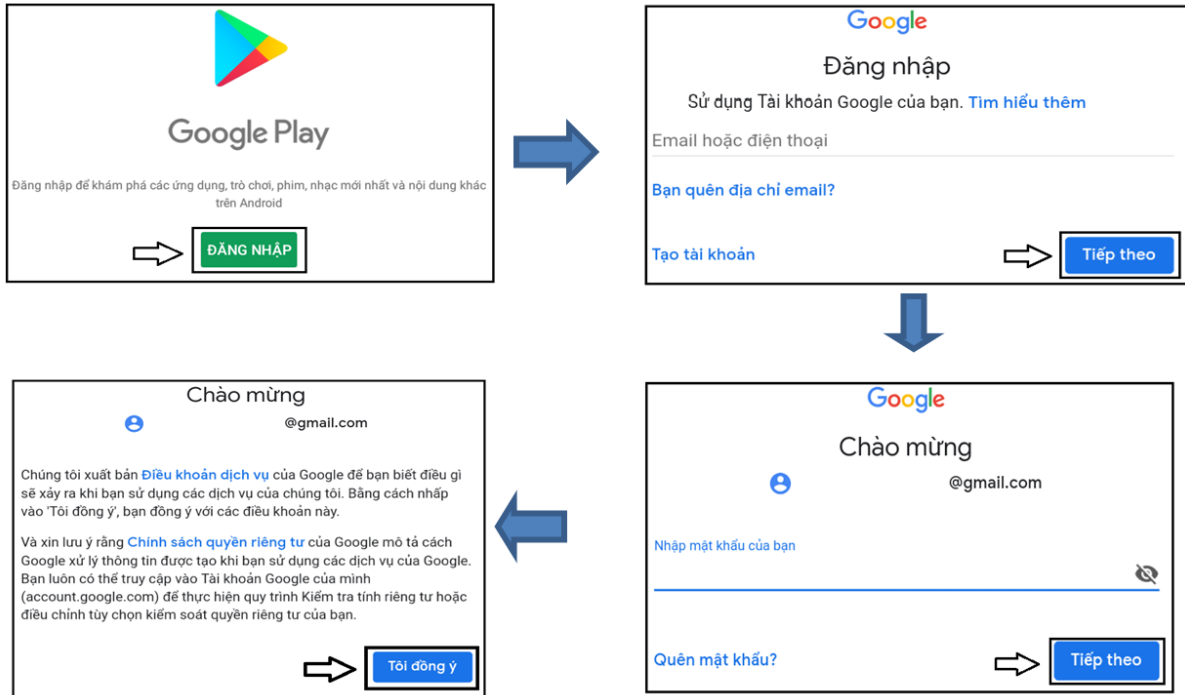 Google Play
Đăng nhập để khám phá các ứng dụng, trò chơi, phim, nhạc mới nhất và nội dung khác
trên Android
ĐĂNG NHẬP
Google
Đăng nhập
Sử dụng Tài khoản Google của bạn. Tìm hiểu thêm
Email hoặc điện thoại
Bạn quên địa chỉ email?
Tạo tài khoản
Tiếp theo
Google
Chào mừng
@gmail.com
Nhập mật khẩu của bạn
Quên mật khẩu?
Tiếp theo
Chào mừng
@gmail.com
Chúng tôi xuất bản Điều khoản dịch vụ của Google để bạn biết điều gì
sẽ xảy ra khi bạn sử dụng các dịch vụ của chúng tôi. Bằng cách nhấp
vào 'Tôi đồng ý', bạn đồng ý với các điều khoản này.
Và xin lưu ý rằng Chính sách quyền riêng tư của Google mô tả cách
Google xử lý thông tin được tạo khi bạn sử dụng các dịch vụ của Google.
Bạn luôn có thể truy cập vào Tài khoản Google của mình
(account.google.com) để thực hiện quy trình Kiểm tra tính riêng tư hoặc
điều chỉnh tùy chọn kiểm soát quyền riêng tư của bạn.
Tôi đồng ý